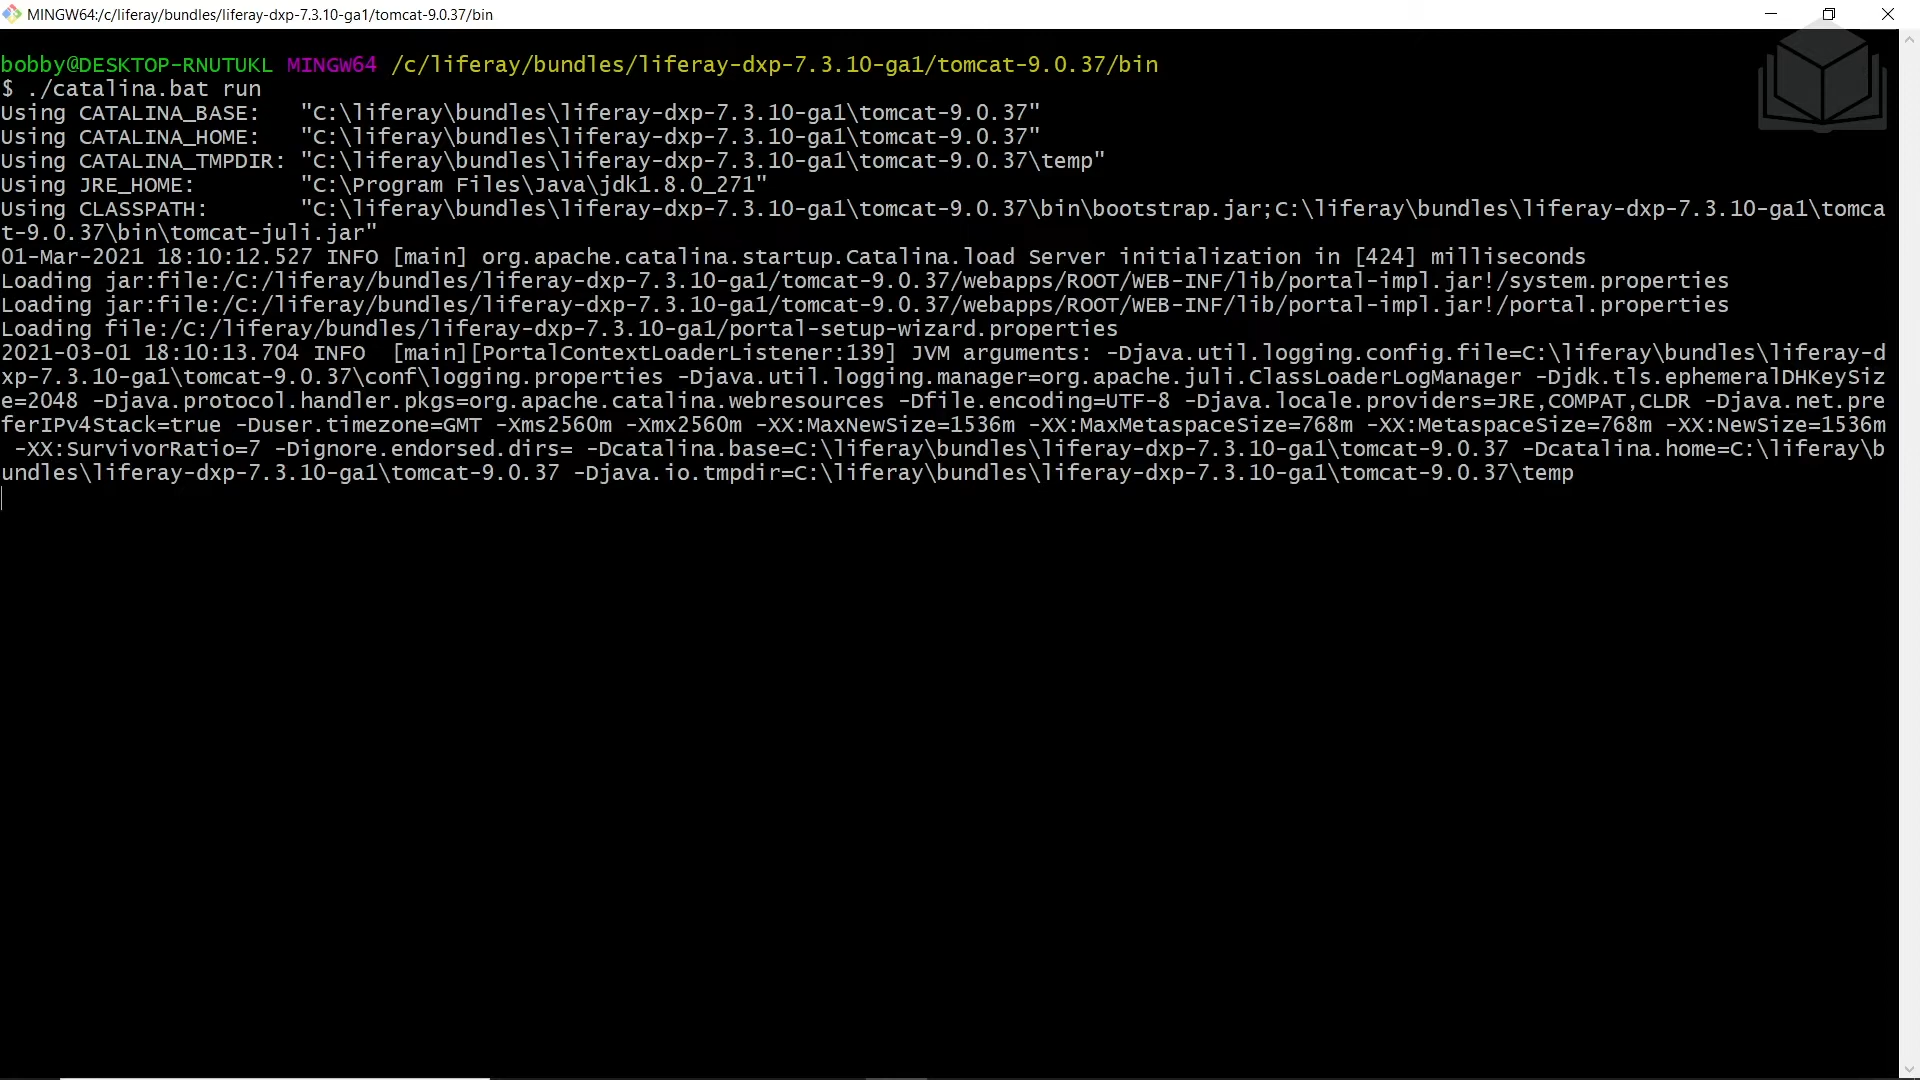 MINGW64:/c/liferay/bundles/liferay-dxp-7.3.10-ga1/tomcat-9.0.37/bin
bobby@DESKTOP-RNUTUKL MINGW64 /c/liferay/bundles/liferay-dxp-7.3.10-ga1/tomcat-9.0.37/bin
$ ./catalina.bat run
Using CATALINA_BASE:   "C:\liferay\bundles\liferay-dxp-7.3.10-ga1\tomcat-9.0.37"
Using CATALINA_HOME:   "C:\liferay\bundles\liferay-dxp-7.3.10-ga1\tomcat-9.0.37"
Using CATALINA_TMPDIR: "C:\liferay\bundles\liferay-dxp-7.3.10-ga1\tomcat-9.0.37\temp"
Using JRE_HOME:        "C:\Program Files\Java\jdk1.8.0_271"
Using CLASSPATH:       "C:\liferay\bundles\liferay-dxp-7.3.10-ga1\tomcat-9.0.37\bin\bootstrap.jar;C:\liferay\bundles\liferay-dxp-7.3.10-ga1\tomca
t-9.0.37\bin\tomcat-juli.jar"
01-Mar-2021 18:10:12.527 INFO [main] org.apache.catalina.startup.Catalina.load Server initialization in [424] milliseconds
Loading jar:file:/C:/liferay/bundles/liferay-dxp-7.3.10-ga1/tomcat-9.0.37/webapps/ROOT/WEB-INF/lib/portal-impl.jar!/system.properties
Loading jar:file:/C:/liferay/bundles/liferay-dxp-7.3.10-ga1/tomcat-9.0.37/webapps/ROOT/WEB-INF/lib/portal-impl.jar!/portal.properties
Loading file:/C:/liferay/bundles/liferay-dxp-7.3.10-ga1/portal-setup-wizard.properties
2021-03-01 18:10:13.704 INFO  [main][PortalContextLoaderListener:139] JVM arguments: -Djava.util.logging.config.file=C:\liferay\bundles\liferay-d
xp-7.3.10-ga1\tomcat-9.0.37\conf\logging.properties -Djava.util.logging.manager=org.apache.juli.ClassLoaderLogManager -Djdk.tls.ephemeralDHKeySiz
e=2048 -Djava.protocol.handler.pkgs=org.apache.catalina.webresources -Dfile.encoding=UTF-8 -Djava.locale.providers=JRE,COMPAT,CLDR -Djava.net.pre
ferIPv4Stack=true -Duser.timezone=GMT -Xms2560m -Xmx2560m -XX:MaxNewSize=1536m -XX:MaxMetaspaceSize=768m -XX:MetaspaceSize=768m -XX:NewSize=1536m
 -XX:SurvivorRatio=7 -Dignore.endorsed.dirs= -Dcatalina.base=C:\liferay\bundles\liferay-dxp-7.3.10-ga1\tomcat-9.0.37 -Dcatalina.home=C:\liferay\b
undles\liferay-dxp-7.3.10-ga1\tomcat-9.0.37 -Djava.io.tmpdir=C:\liferay\bundles\liferay-dxp-7.3.10-ga1\tomcat-9.0.37\temp